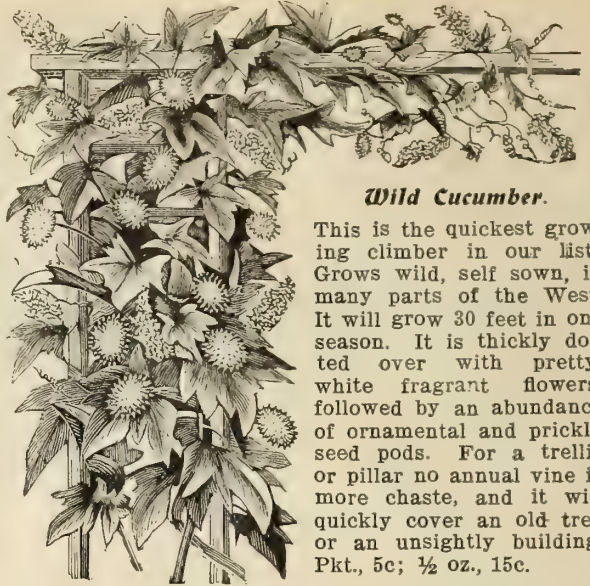 Wild Cucumber.
This is the quickest grow
ing climber in our list
Grows wild, self sown, i
many parts of the West
It will grow 30 feet in on
season. It is thickly do
ted over with pretty
white fragrant flowers
followed by an abundanc
of ornamental and prickl
seed pods. For a trelli
or pillar no annual vine i
more chaste, and it wil
quickly cover an old tre
or an unsightly building
Pkt., 5c; ½ oz., 15c.